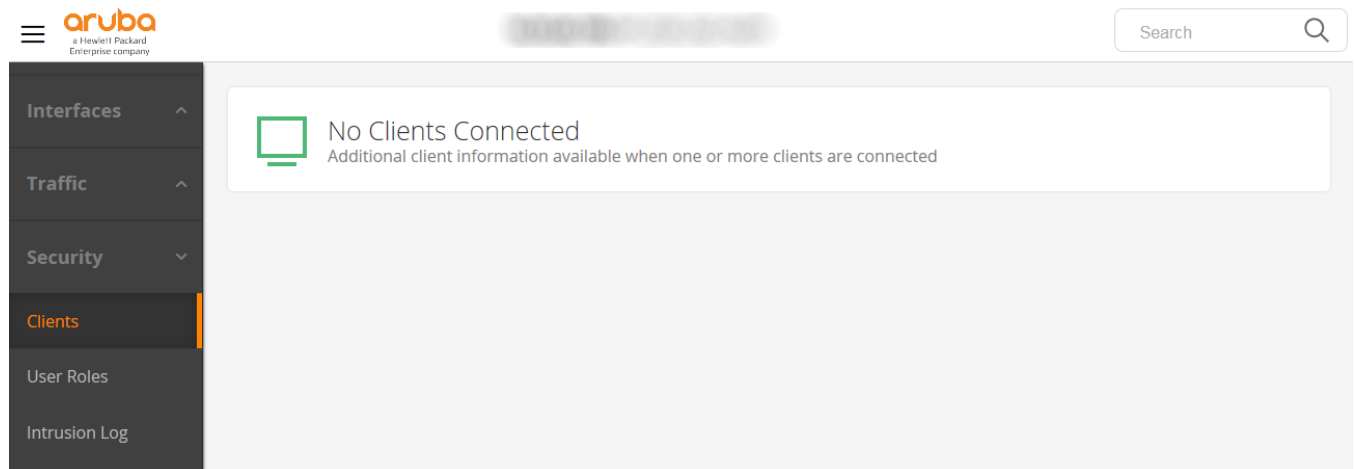 aruba
a Hewlett Packard
Enterprise company
Search
Interfaces
Traffic
Security
Clients
User Roles
Intrusion Log
No Clients Connected
Additional client information available when one or more clients are connected